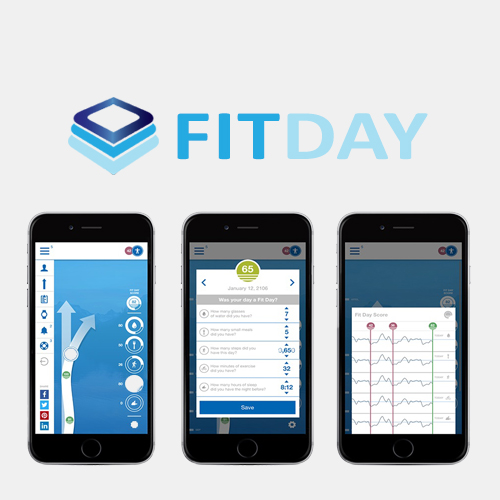 FITDAY
65
January 12, 2106
Was your day a Fit Day?
How many glasses
of water did you have?
7
How many small meals
did you have?
5
How many steps did you
have this day?
9,650
How many minutes of exercise
did you have?
32
How many hours of sleep
did you have the night before?
8:12
Save
Fit Day Score